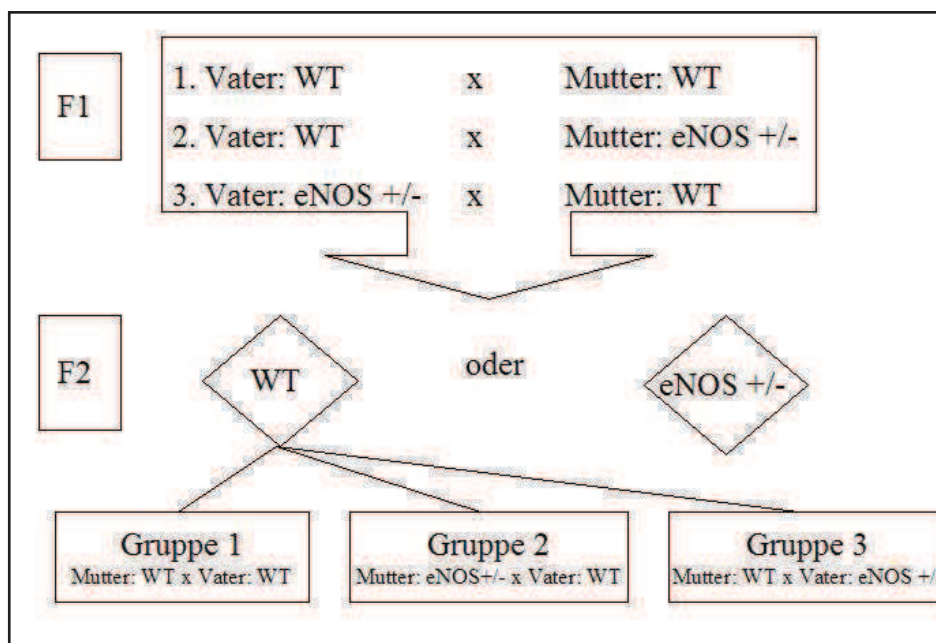 F1
1. Vater: WT x Mutter: WT
2. Vater: WT x Mutter: eNOS +/-
3. Vater: eNOS +/- x Mutter: WT
F2
WT
oder
eNOS +/-
Gruppe 1
Mutter: WT x Vater: WT
Gruppe 2
Mutter: eNOS+/- x Vater: WT
Gruppe 3
Mutter: WT x Vater: eNOS +/